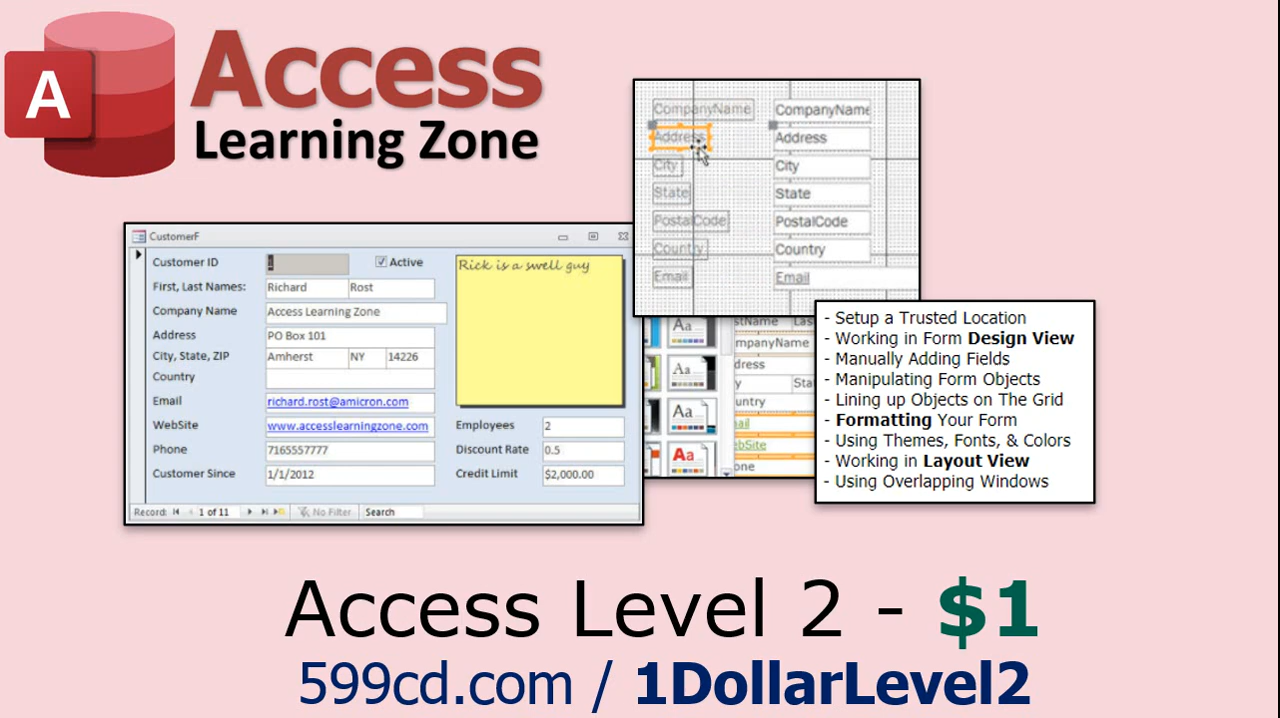 A
Access
Learning Zone
CompanyName CompanyName
Address Address
City City
State State
PostalCode PostalCode
Country Country
Email Email
CustomerF
Customer ID 1 Active
First, Last Names: Richard Rost
Company Name Access Learning Zone
Address PO Box 101
City, State, ZIP Amherst NY 14226
Country
Email richard.rost@amicron.com
WebSite www.accesslearningzone.com
Phone 7165557777
Customer Since 1/1/2012
Rick is a swell guy
Employees 2
Discount Rate 0.5
Credit Limit $2,000.00
Record: 1 of 11 No Filter Search
Aa
Aa
Aa
Aa
- Setup a Trusted Location
- Working in Form Design View
- Manually Adding Fields
- Manipulating Form Objects
- Lining up Objects on The Grid
- Formatting Your Form
- Using Themes, Fonts, & Colors
- Working in Layout View
- Using Overlapping Windows
Access Level 2 - $1
599cd.com / 1DollarLevel2